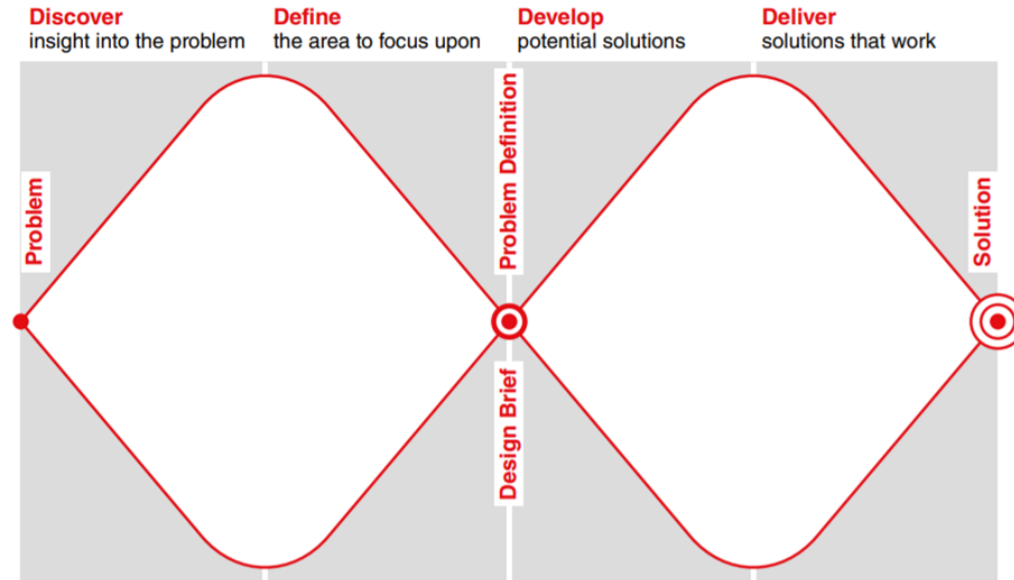 Discover
insight into the problem
Define
the area to focus upon
Develop
potential solutions
Deliver
solutions that work
Problem
Problem Definition
Design Brief
Solution